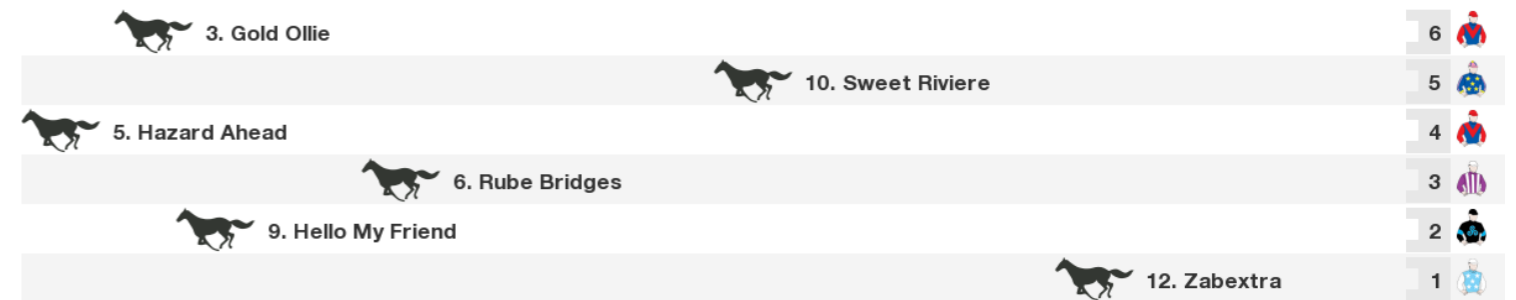 3. Gold Ollie 6
10. Sweet Riviere 5
5. Hazard Ahead 4
6. Rube Bridges 3
9. Hello My Friend 2
12. Zabextra 1